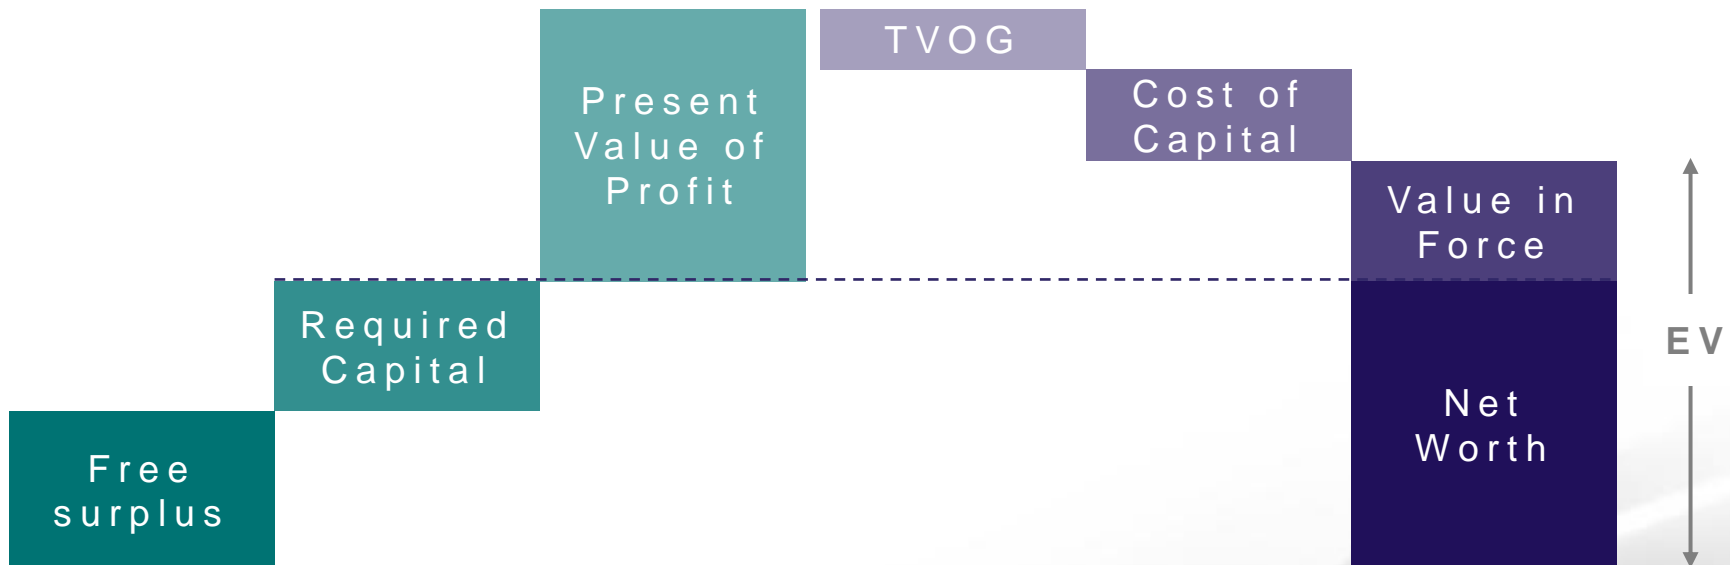 Present
Value of
Profit
TVOG
Cost of
Capital
Value in
Force
Required
Capital
EV
Net
Worth
Free
surplus